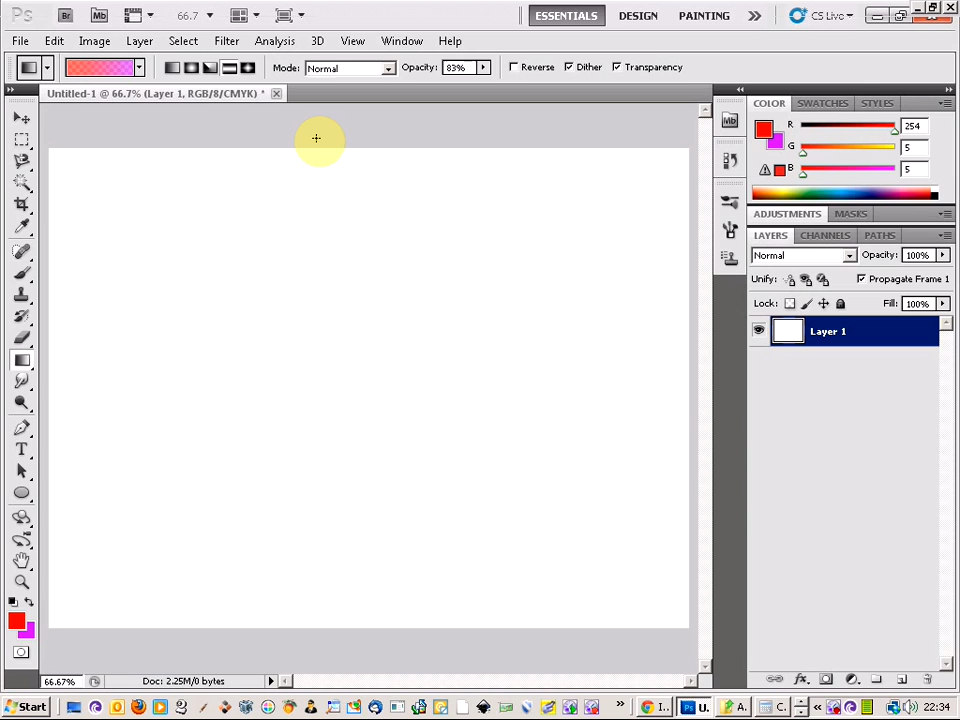 Ps Br Mb 66.7 ESSENTIALS DESIGN PAINTING CS Live
File Edit Image Layer Select Filter Analysis 3D View Window Help
Mode: Normal Opacity: 83% Reverse Dither Transparency
Untitled-1 @ 66.7% (Layer 1, RGB/8/CMYK) *
COLOR SWATCHES STYLES
Mb
R 254
G 5
B 5
ADJUSTMENTS MASKS
LAYERS CHANNELS PATHS
Normal Opacity: 100%
Unify: Propagate Frame 1
Lock: Fill: 100%
Layer 1
T
66.67% Doc: 2.25M/0 bytes
fx
Start I.. Ps U. A. C. 22:34